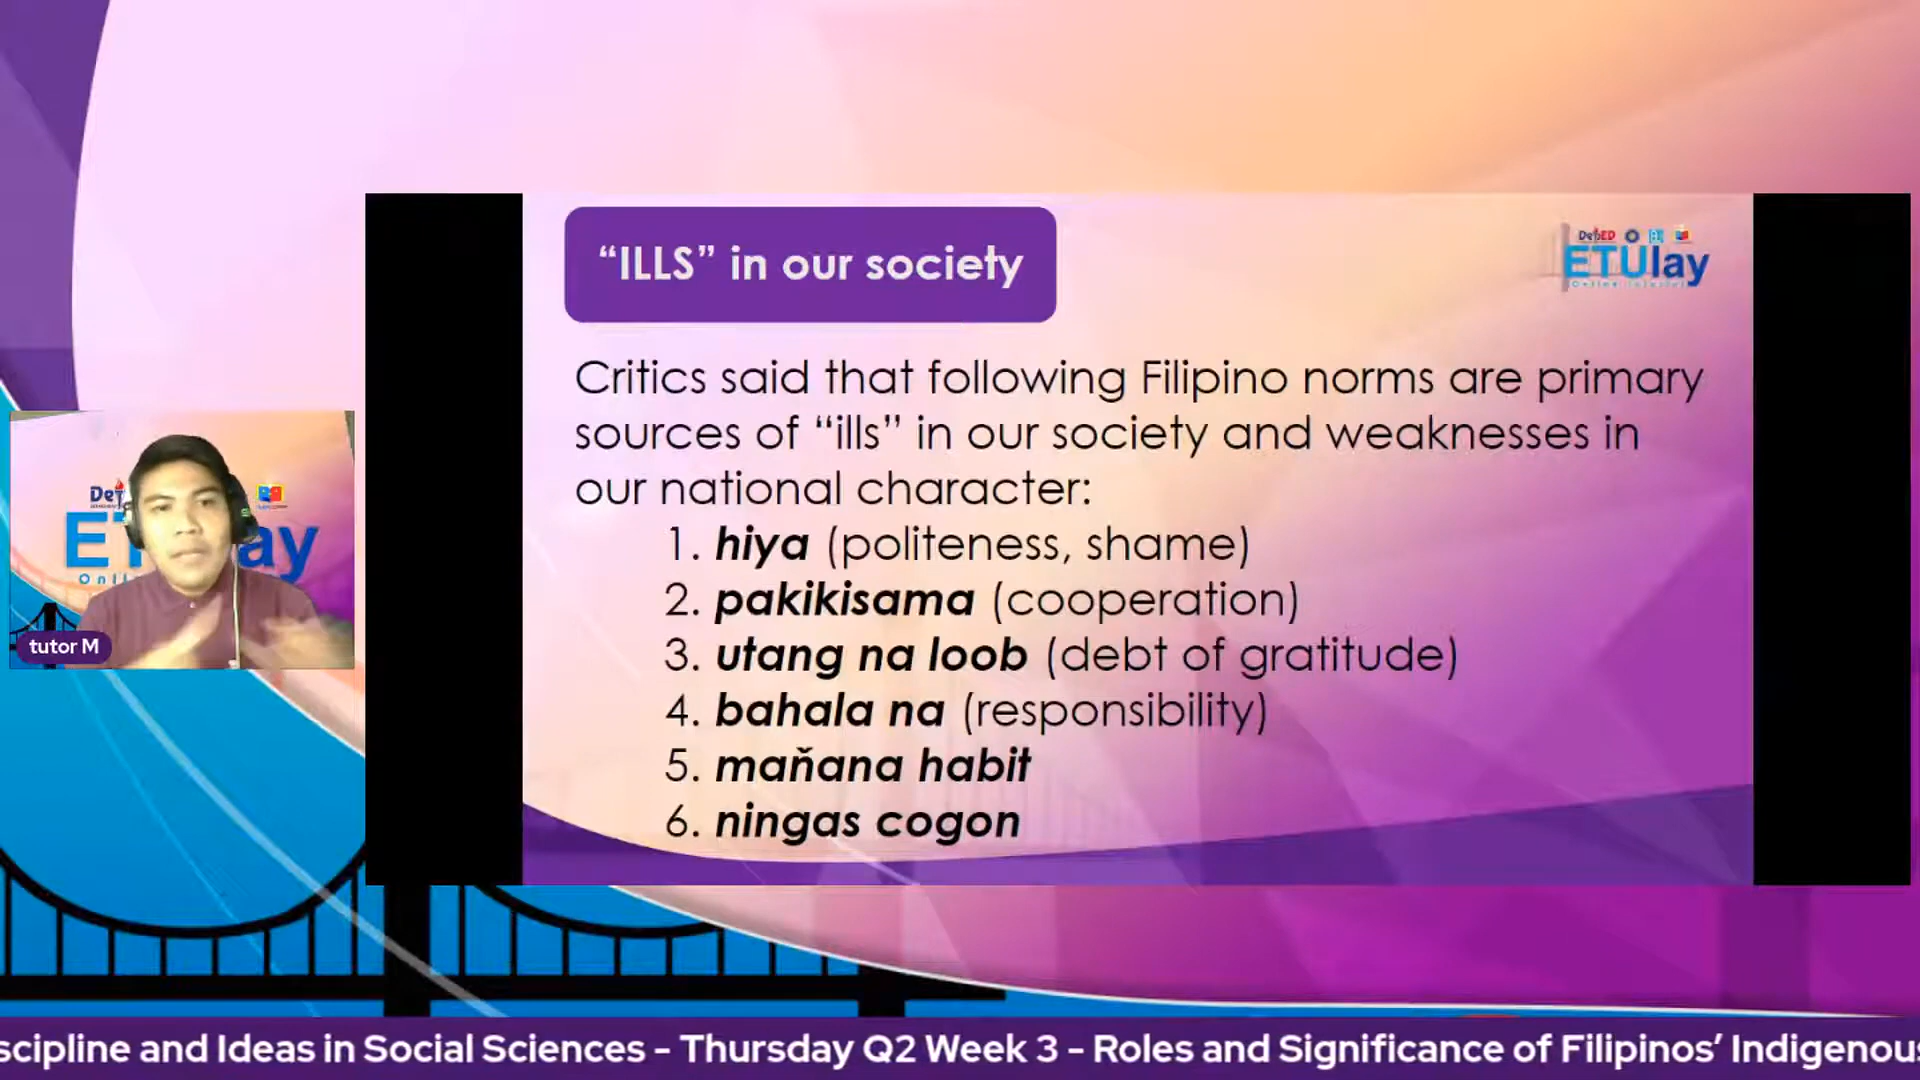 “ILLS” in our society
DepED
ETUlay
Critics said that following Filipino norms are primary
sources of “ills” in our society and weaknesses in
our national character:
1. hiya (politeness, shame)
2. pakikisama (cooperation)
3. utang na loob (debt of gratitude)
4. bahala na (responsibility)
5. maňana habit
6. ningas cogon
tutor M
scipline and Ideas in Social Sciences - Thursday Q2 Week 3 - Roles and Significance of Filipinos’ Indigenous